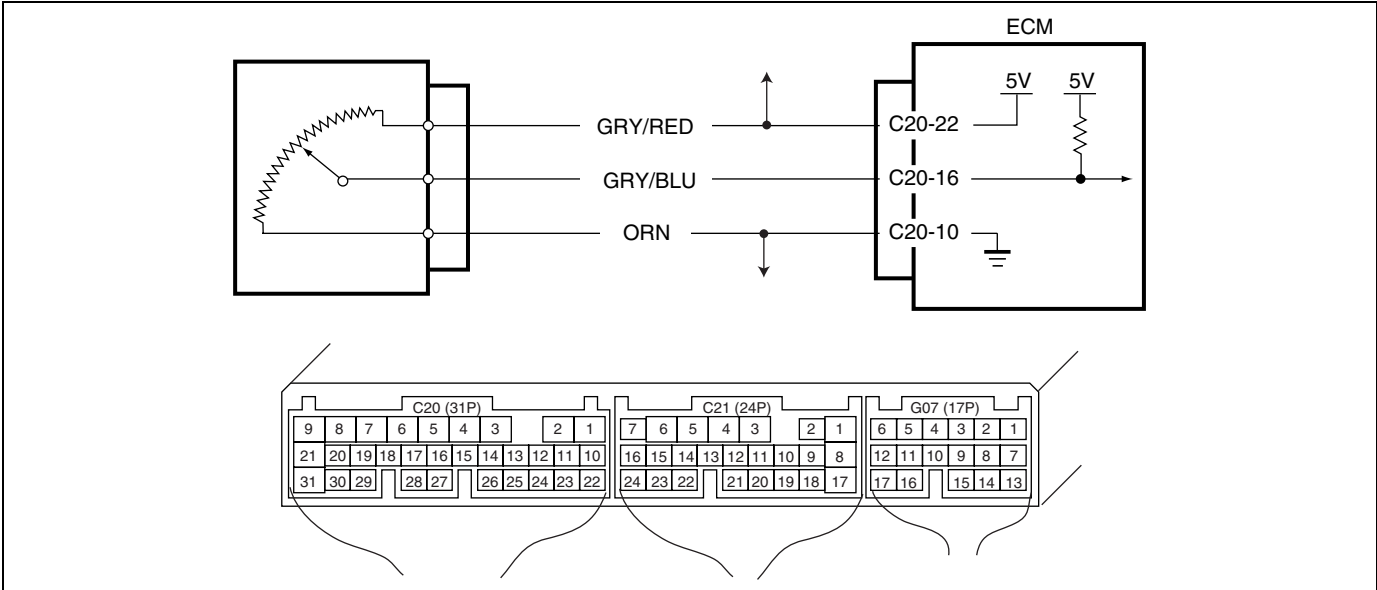 ECM
5V 5V
GRY/RED C20-22
GRY/BLU C20-16
ORN C20-10
C20 (31P) C21 (24P) G07 (17P)
9 8 7 6 5 4 3 2 1 7 6 5 4 3 2 1 6 5 4 3 2 1
21 20 19 18 17 16 15 14 13 12 11 10 16 15 14 13 12 11 10 9 8 12 11 10 9 8 7
31 30 29 28 27 26 25 24 23 22 24 23 22 21 20 19 18 17 17 16 15 14 13